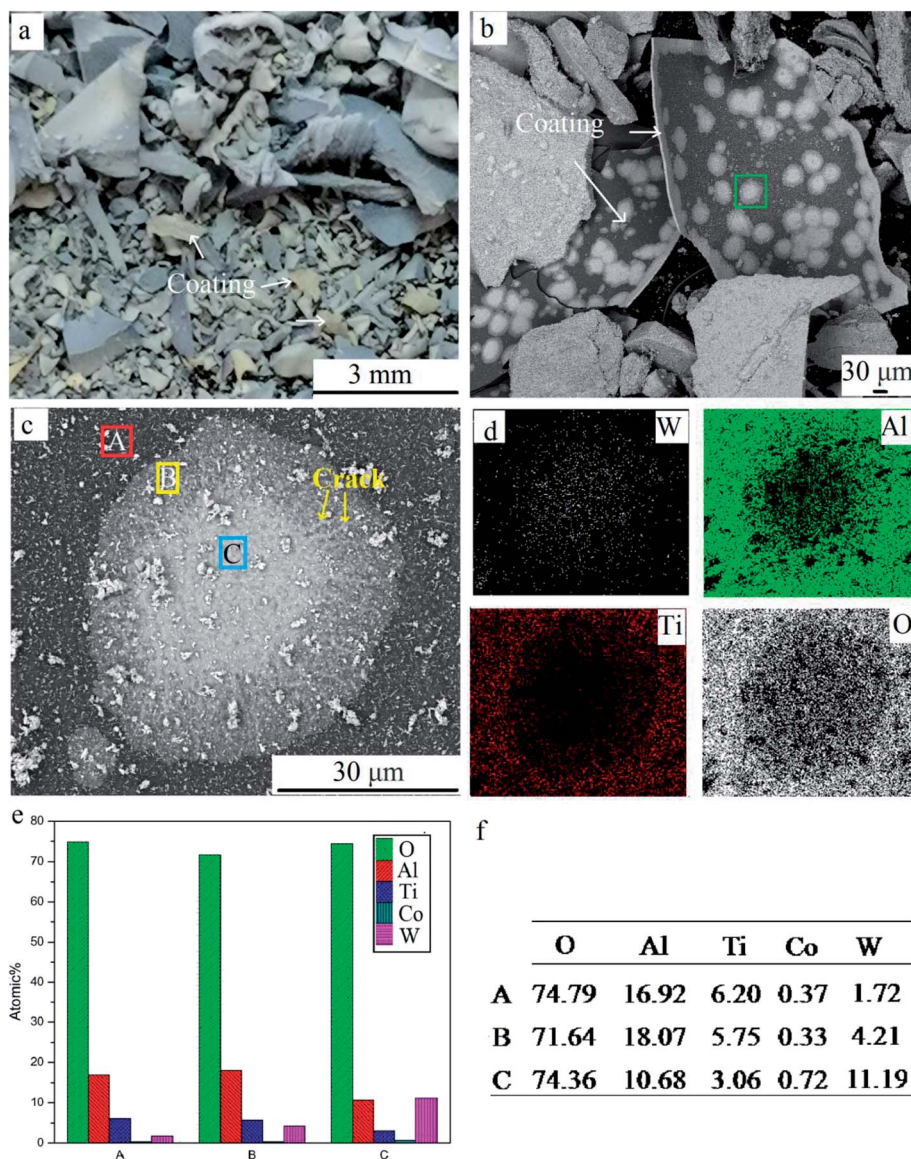 a
Coating
3 mm
b
Coating
30 μm
c
A
B
Crack
C
30 μm
d
W
Al
Ti
O
e
80
70
60
50
40
30
20
10
0
Atomic%
O
Al
Ti
Co
W
A B C
f
O Al Ti Co W
A 74.79 16.92 6.20 0.37 1.72
B 71.64 18.07 5.75 0.33 4.21
C 74.36 10.68 3.06 0.72 11.19